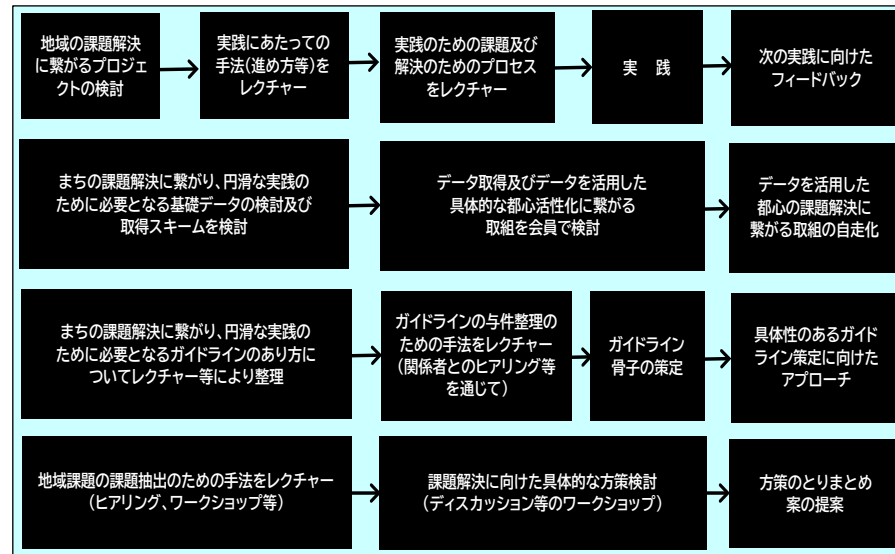 地域の課題解決
に繋がるプロジェ
クトの検討
実践にあたっての
手法(進め方等)を
レクチャー
実践のための課題及び
解決のためのプロセス
をレクチャー
実　践
次の実践に向けた
フィードバック
まちの課題解決に繋がり、円滑な実践の
ために必要となる基礎データの検討及び
取得スキームを検討
データ取得及びデータを活用した
具体的な都心活性化に繋がる
取組を会員で検討
データを活用した
都心の課題解決に
繋がる取組の自走化
まちの課題解決に繋がり、円滑な実践の
ために必要となるガイドラインのあり方に
ついてレクチャー等により整理
ガイドラインの与件整理の
ための手法をレクチャー
(関係者とのヒアリング等
を通じて)
ガイドライン
骨子の策定
具体性のあるガイド
ライン策定に向けた
アプローチ
地域課題の課題抽出のための手法をレクチャー
(ヒアリング、ワークショップ等)
課題解決に向けた具体的な方策検討
(ディスカッション等のワークショップ)
方策のとりまとめ
案の提案